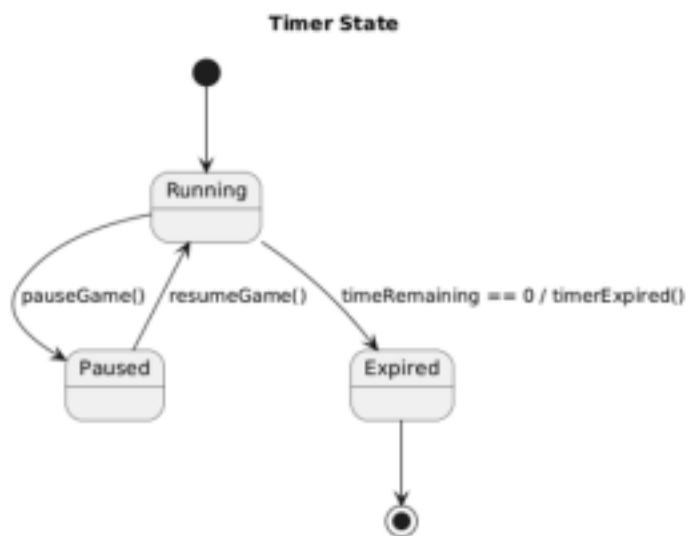 Timer State
Running
pauseGame()
resumeGame()
timeRemaining == 0 / timerExpired()
Paused
Expired